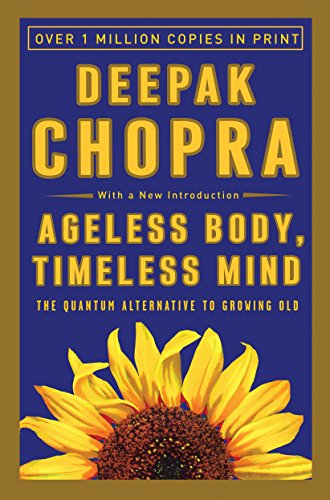 OVER 1 MILLION COPIES IN PRINT
DEEPAK
CHOPRA
With a New Introduction
AGELESS BODY,
TIMELESS MIND
THE QUANTUM ALTERNATIVE TO GROWING OLD